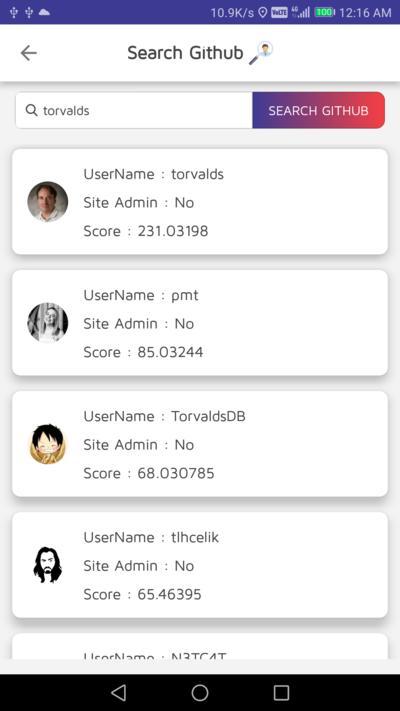 10.9K/s VoLTE 4G 100 12:16 AM
Search Github
torvalds
SEARCH GITHUB
UserName : torvalds
Site Admin : No
Score : 231.03198
UserName : pmt
Site Admin : No
Score : 85.03244
UserName : TorvaldsDB
Site Admin : No
Score : 68.030785
UserName : tlhcelik
Site Admin : No
Score : 65.46395
UserName : N3TC4T